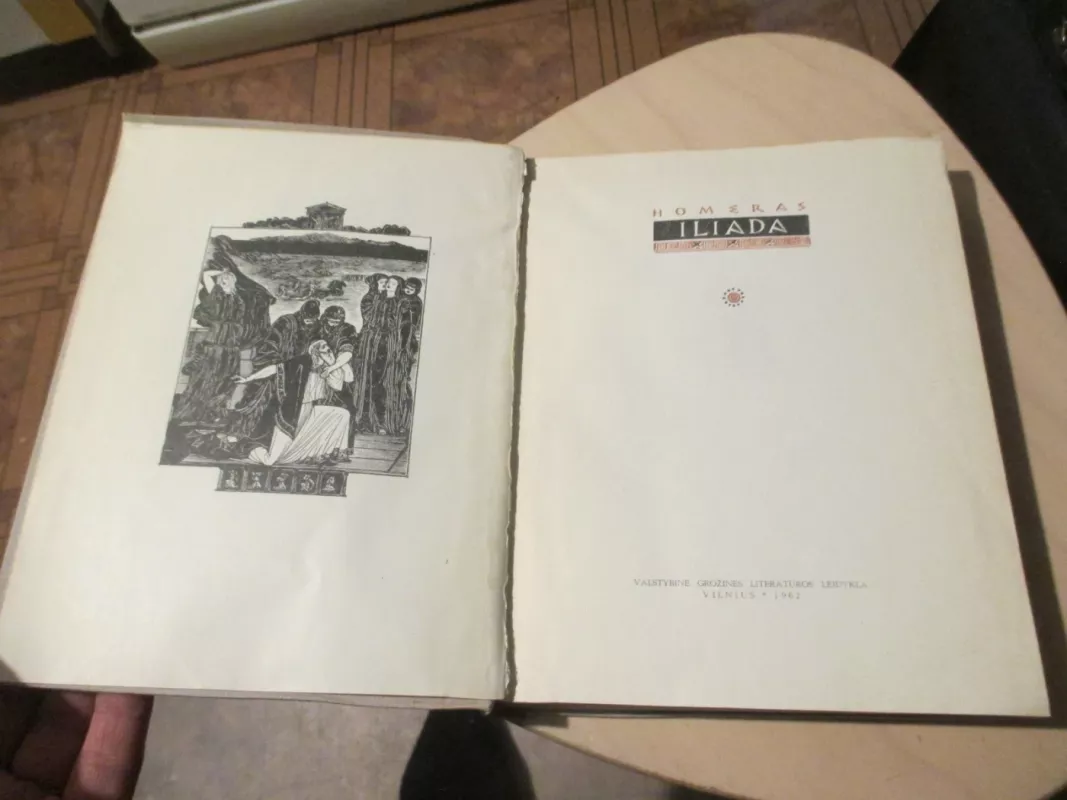 HOMERAS
ILIADA
VALSTYBINĖ GROŽINĖS LITERATŪROS LEIDYKLA
VILNIUS * 1962